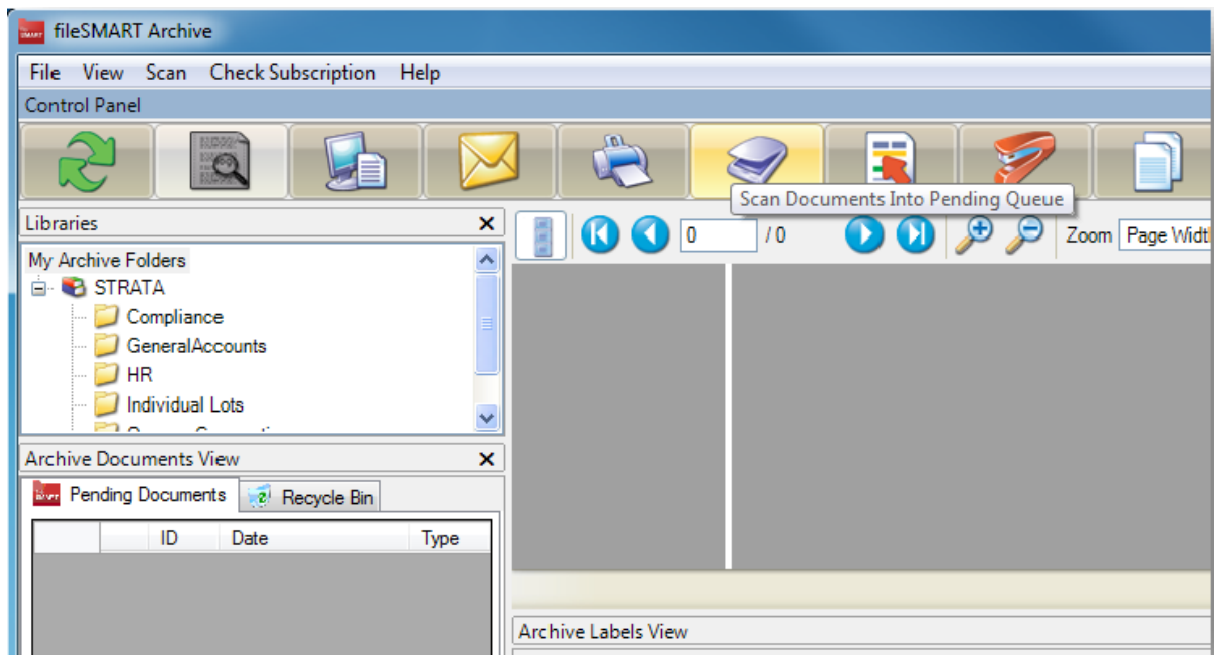 fileSMART Archive
File View Scan Check Subscription Help
Control Panel
Scan Documents Into Pending Queue
Libraries
0 / 0 Zoom Page Widt
My Archive Folders
STRATA
Compliance
GeneralAccounts
HR
Individual Lots
Archive Documents View
Pending Documents Recycle Bin
ID Date Type
Archive Labels View